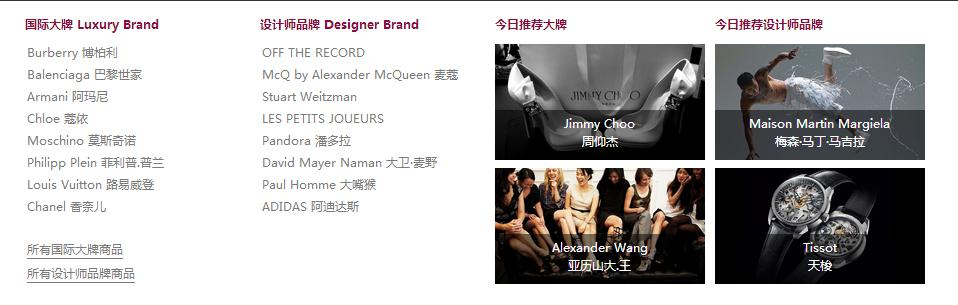 国际大牌 Luxury Brand
Burberry 博柏利
Balenciaga 巴黎世家
Armani 阿玛尼
Chloe 蔻依
Moschino 莫斯奇诺
Philipp Plein 菲利普.普兰
Louis Vuitton 路易威登
Chanel 香奈儿
所有国际大牌商品
所有设计师品牌商品
设计师品牌 Designer Brand
OFF THE RECORD
McQ by Alexander McQueen 麦蔻
Stuart Weitzman
LES PETITS JOUEURS
Pandora 潘多拉
David Mayer Naman 大卫·麦野
Paul Homme 大嘴猴
ADIDAS 阿迪达斯
今日推荐大牌
JIMMY CHOO
Jimmy Choo
周仰杰
Alexander Wang
亚历山大.王
今日推荐设计师品牌
Maison Martin Margiela
梅森·马丁·马吉拉
Tissot
天梭